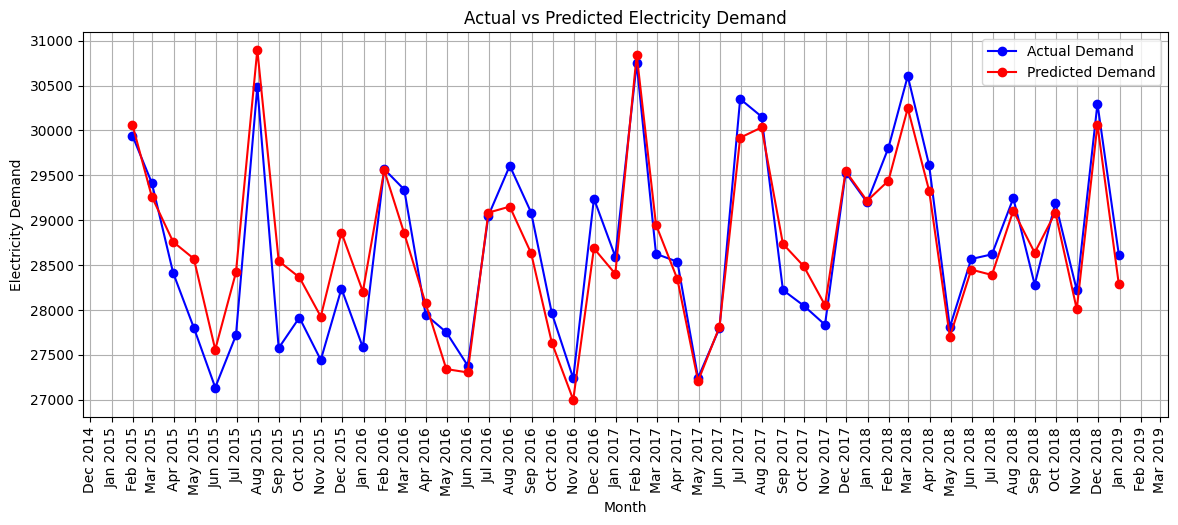 Actual vs Predicted Electricity Demand
Actual Demand
Predicted Demand
Electricity Demand
31000
30500
30000
29500
29000
28500
28000
27500
27000
Dec 2014
Jan 2015
Feb 2015
Mar 2015
Apr 2015
May 2015
Jun 2015
Jul 2015
Aug 2015
Sep 2015
Oct 2015
Nov 2015
Dec 2015
Jan 2016
Feb 2016
Mar 2016
Apr 2016
May 2016
Jun 2016
Jul 2016
Aug 2016
Sep 2016
Oct 2016
Nov 2016
Dec 2016
Jan 2017
Feb 2017
Mar 2017
Apr 2017
May 2017
Jun 2017
Jul 2017
Aug 2017
Sep 2017
Oct 2017
Nov 2017
Dec 2017
Jan 2018
Feb 2018
Mar 2018
Apr 2018
May 2018
Jun 2018
Jul 2018
Aug 2018
Sep 2018
Oct 2018
Nov 2018
Dec 2018
Jan 2019
Feb 2019
Mar 2019
Month